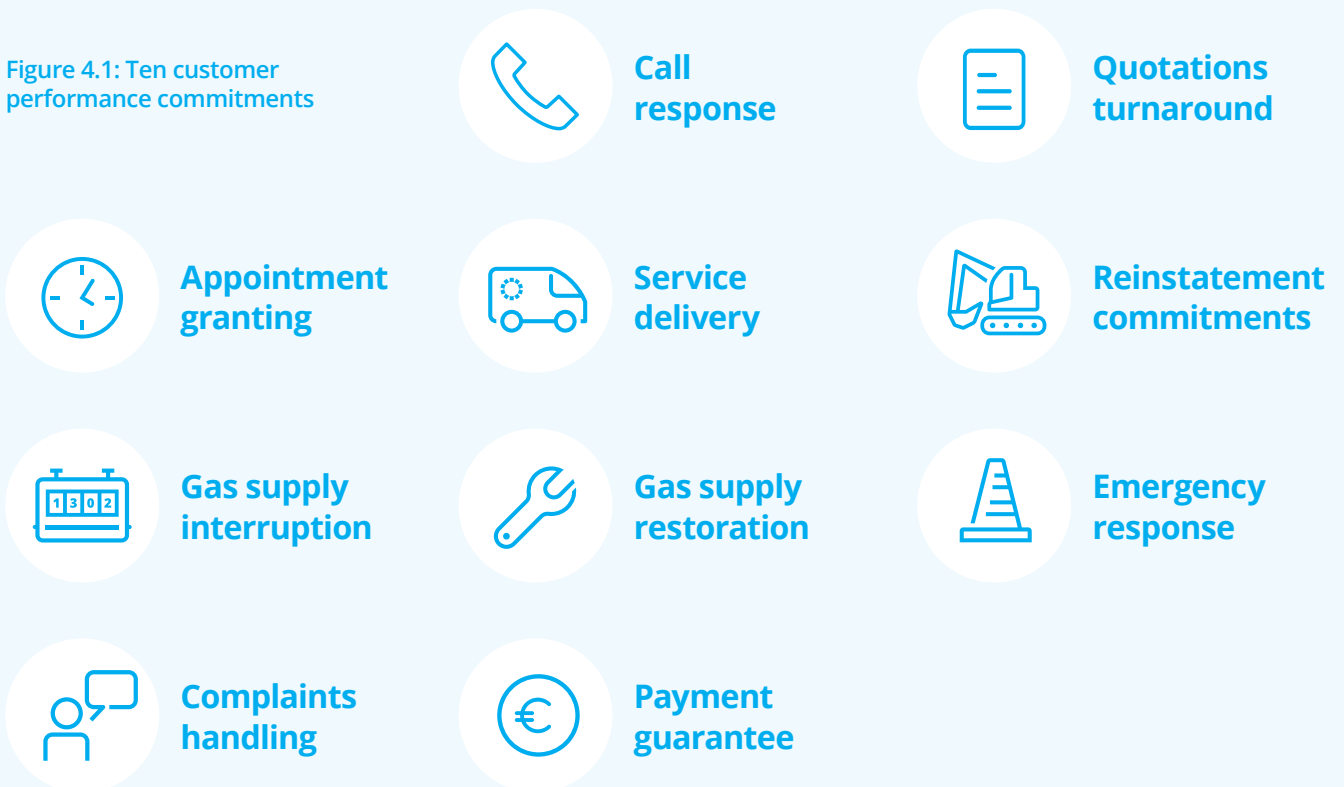 Figure 4.1: Ten customer
performance commitments
Call
response
Quotations
turnaround
Appointment
granting
Service
delivery
Reinstatement
commitments
1302
Gas supply
interruption
Gas supply
restoration
Emergency
response
Complaints
handling
€
Payment
guarantee